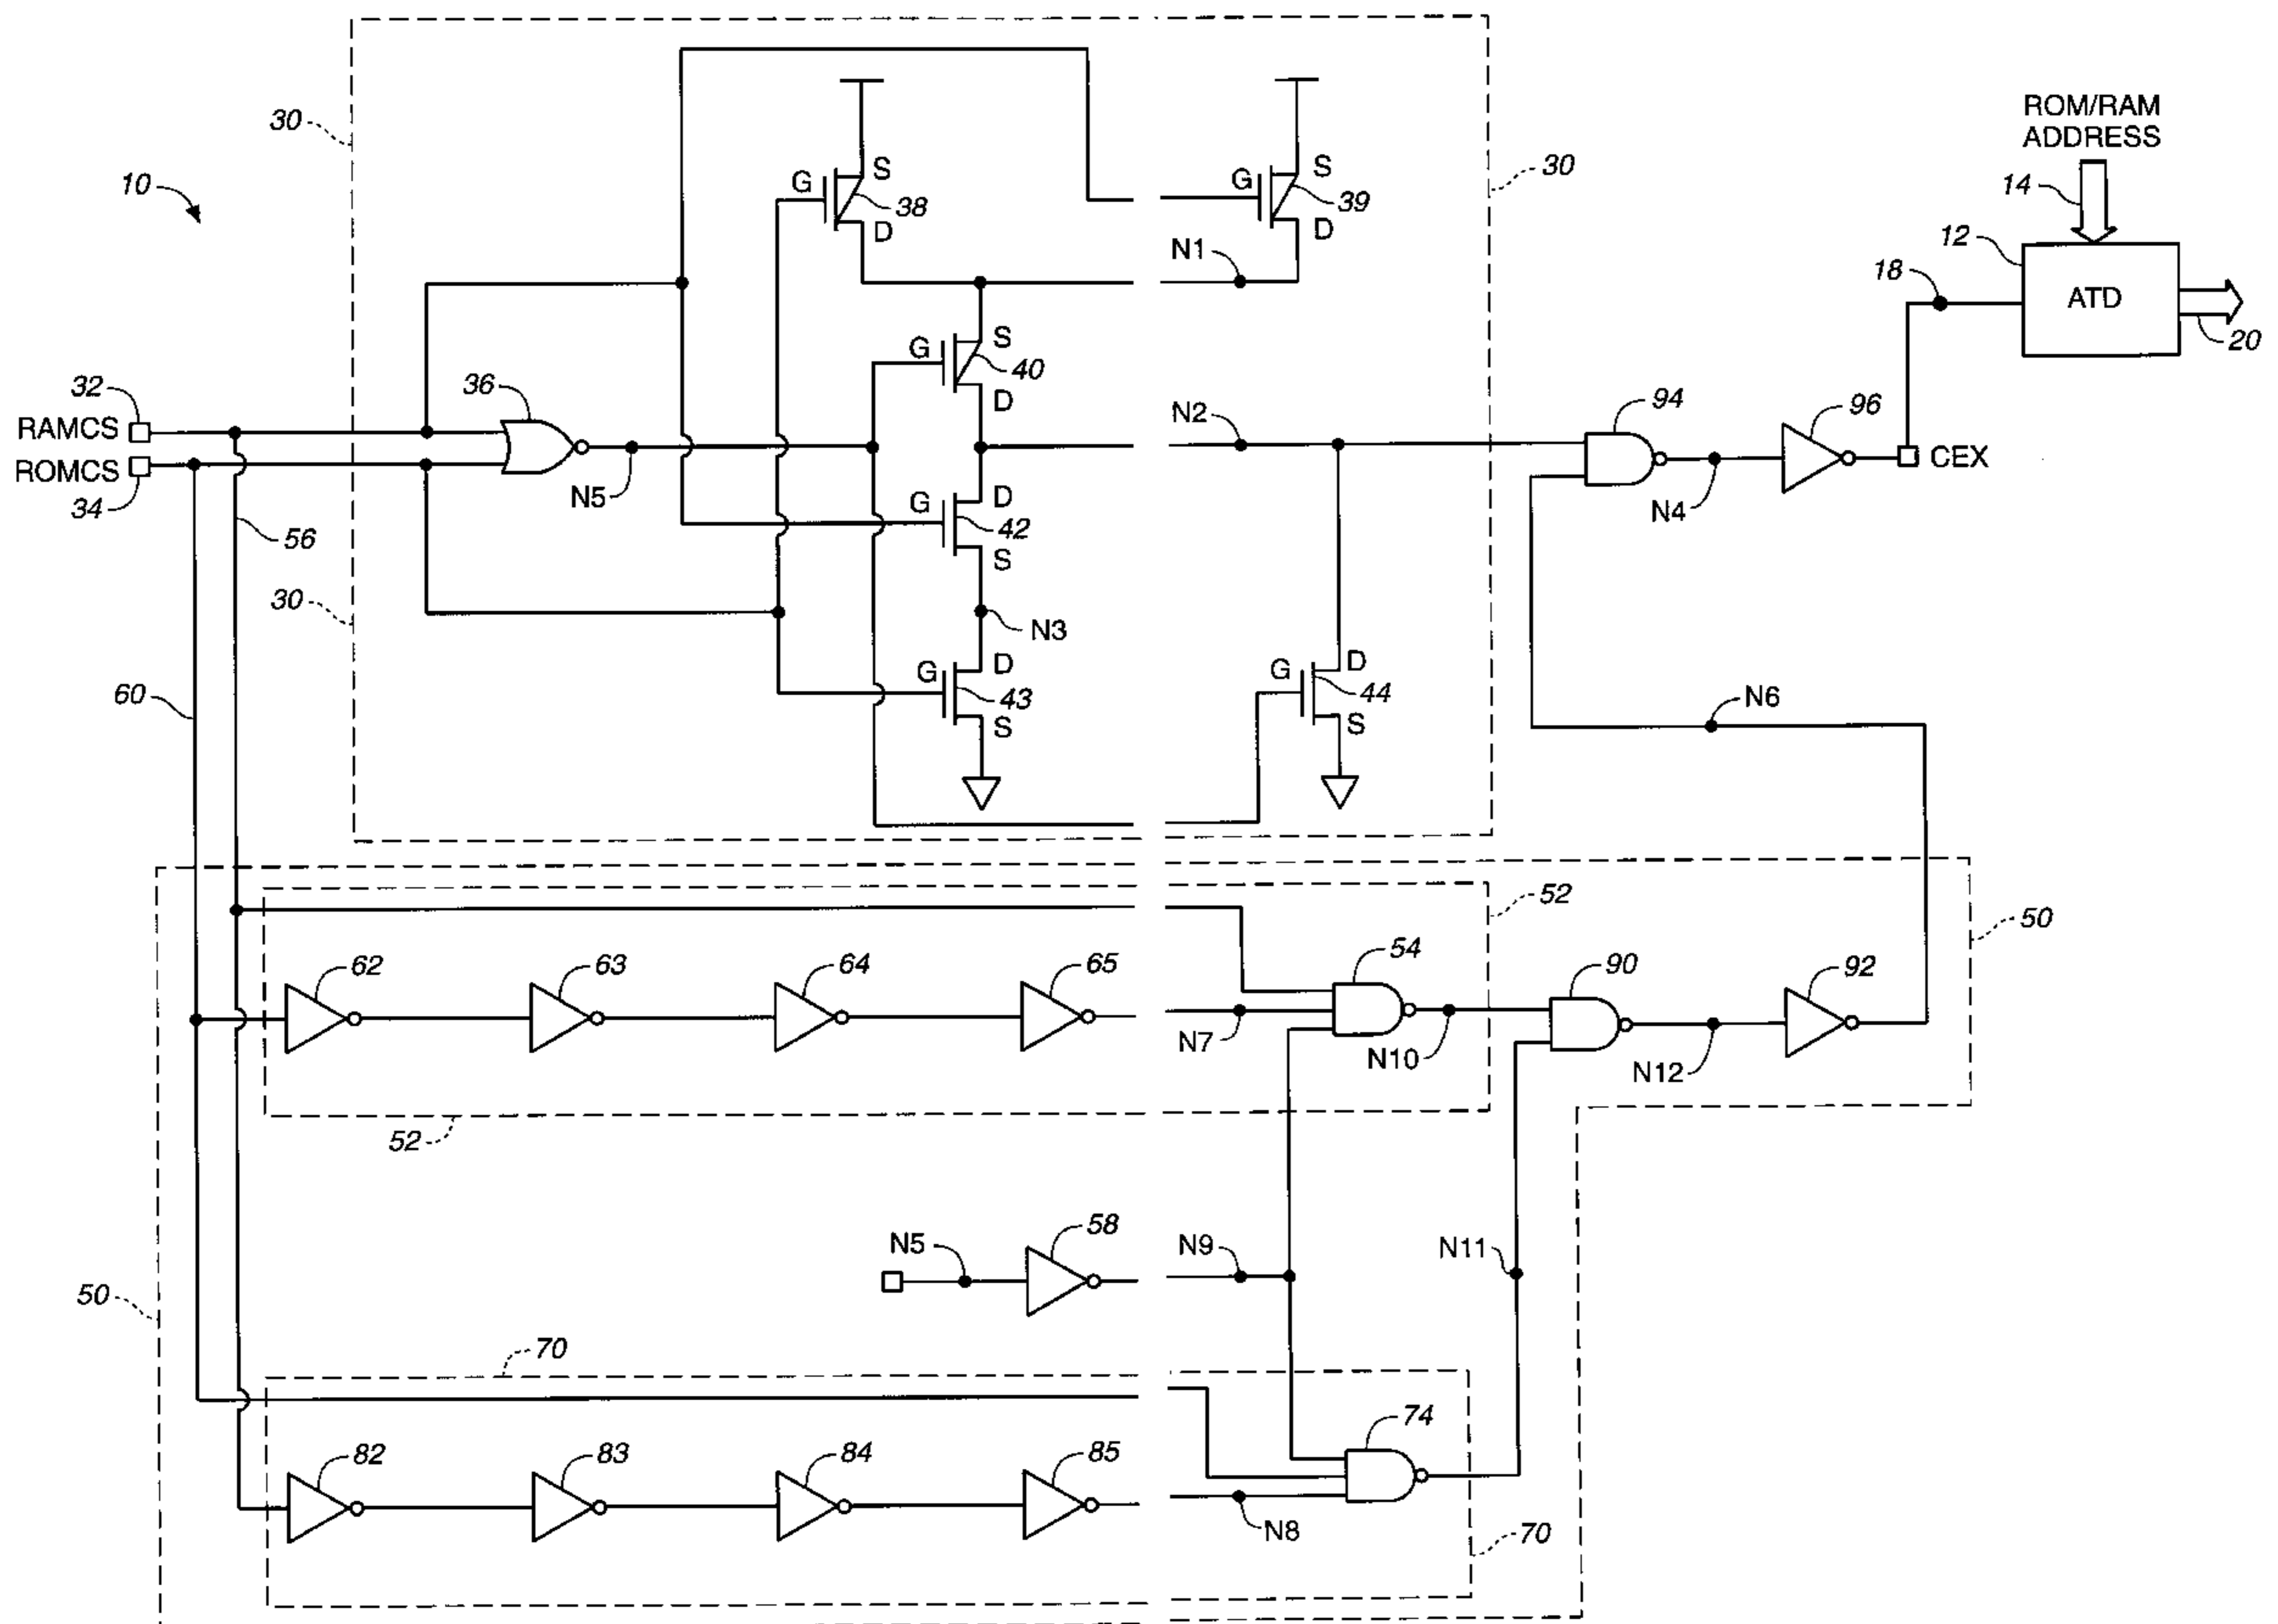 30
ROM/RAM
ADDRESS
10
G
S
38
D
G
S
39
D
30
14
12
18
ATD
20
N1
G
S
40
D
32
RAMCS
36
N2
94
96
ROMCS
34
N5
CEX
N4
56
G
D
42
S
30
N3
60
G
D
43
S
G
D
44
S
N6
52
50
62
63
64
65
54
90
92
N7
N10
N12
52
N5
58
N9
N11
50
70
74
82
83
84
85
N8
70